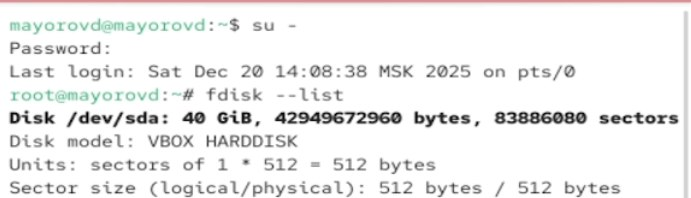 mayorovd@mayorovd:~$ su -
Password:
Last login: Sat Dec 20 14:08:38 MSK 2025 on pts/0
root@mayorovd:~# fdisk --list
Disk /dev/sda: 40 GiB, 42949672960 bytes, 83886080 sectors
Disk model: VBOX HARDDISK
Units: sectors of 1 * 512 = 512 bytes
Sector size (logical/physical): 512 bytes / 512 bytes